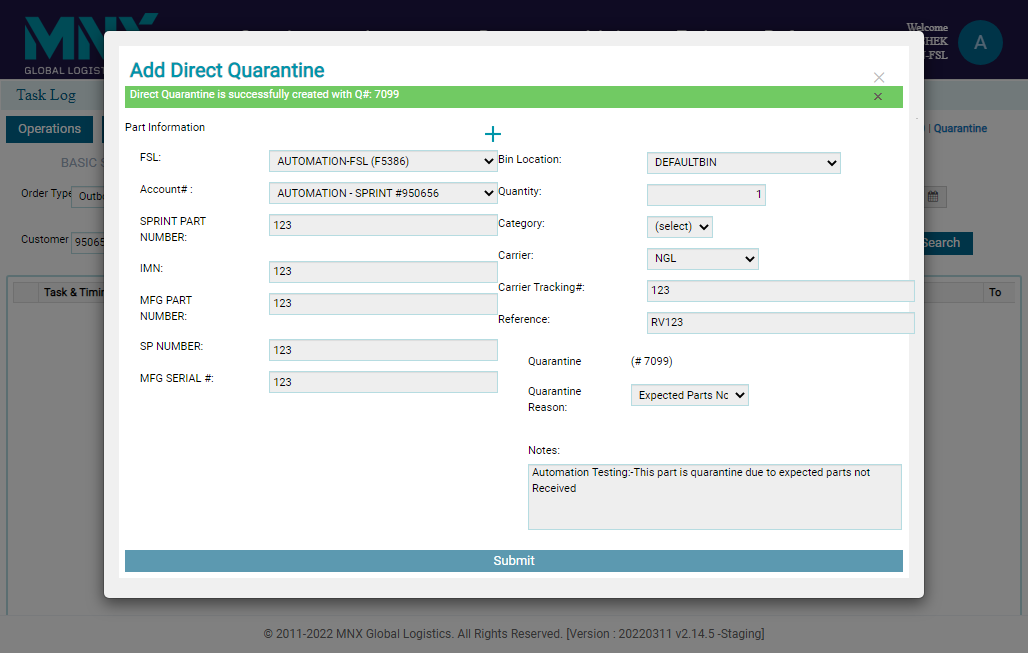 MNX
GLOBAL LOGIST
Welcome
HEK
-FSL
A
Task Log
Operations
| Quarantine
BASIC S
Order Type
Outbo
Customer
95065
Search
Task & Timin
To
Add Direct Quarantine
×
Direct Quarantine is successfully created with Q#: 7099
×
Part Information
+
FSL:
AUTOMATION-FSL (F5386)
Account# :
AUTOMATION - SPRINT #950656
SPRINT PART
NUMBER:
123
IMN:
123
MFG PART
NUMBER:
123
SP NUMBER:
123
MFG SERIAL #:
123
Bin Location:
DEFAULTBIN
Quantity:
1
Category:
(select)
Carrier:
NGL
Carrier Tracking#:
123
Reference:
RV123
Quarantine
(# 7099)
Quarantine
Reason:
Expected Parts Nc
Notes:
Automation Testing:-This part is quarantine due to expected parts not
Received
Submit
© 2011-2022 MNX Global Logistics. All Rights Reserved. [Version : 20220311 v2.14.5 -Staging]